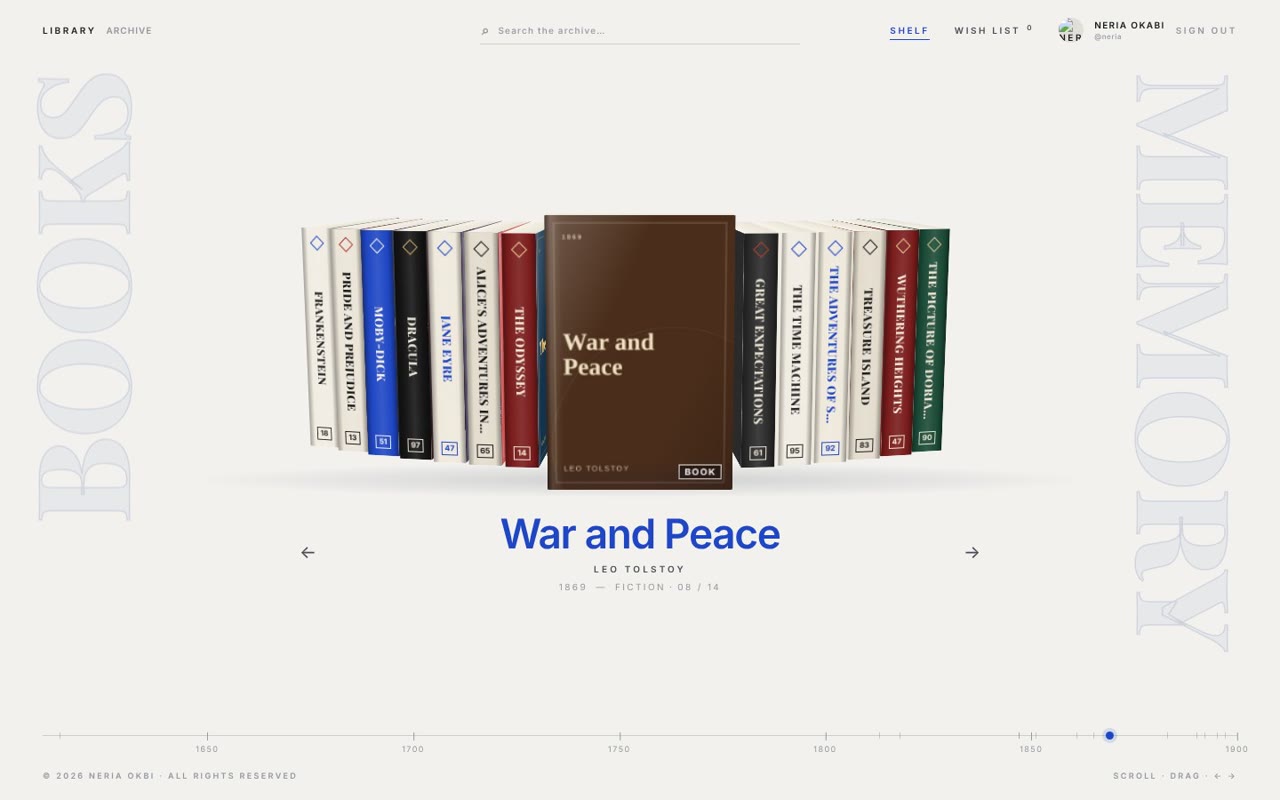 LIBRARY ARCHIVE
Search the archive...
SHELF
WISH LIST 0
NER
NERIA OKABI
@neria
SIGN OUT
BOOKS
MEMORY
FRANKENSTEIN
18
PRIDE AND PREJUDICE
13
MOBY-DICK
51
DRACULA
97
JANE EYRE
47
ALICE'S ADVENTURES IN...
65
THE ODYSSEY
14
1869
War and
Peace
LEO TOLSTOY
BOOK
GREAT EXPECTATIONS
61
THE TIME MACHINE
95
THE ADVENTURES OF S...
92
TREASURE ISLAND
83
WUTHERING HEIGHTS
47
THE PICTURE OF DORIA...
90
←
War and Peace
→
LEO TOLSTOY
1869 — FICTION · 08 / 14
1650 1700 1750 1800 1850 1900
© 2026 NERIA OKBI · ALL RIGHTS RESERVED
SCROLL · DRAG · ← →